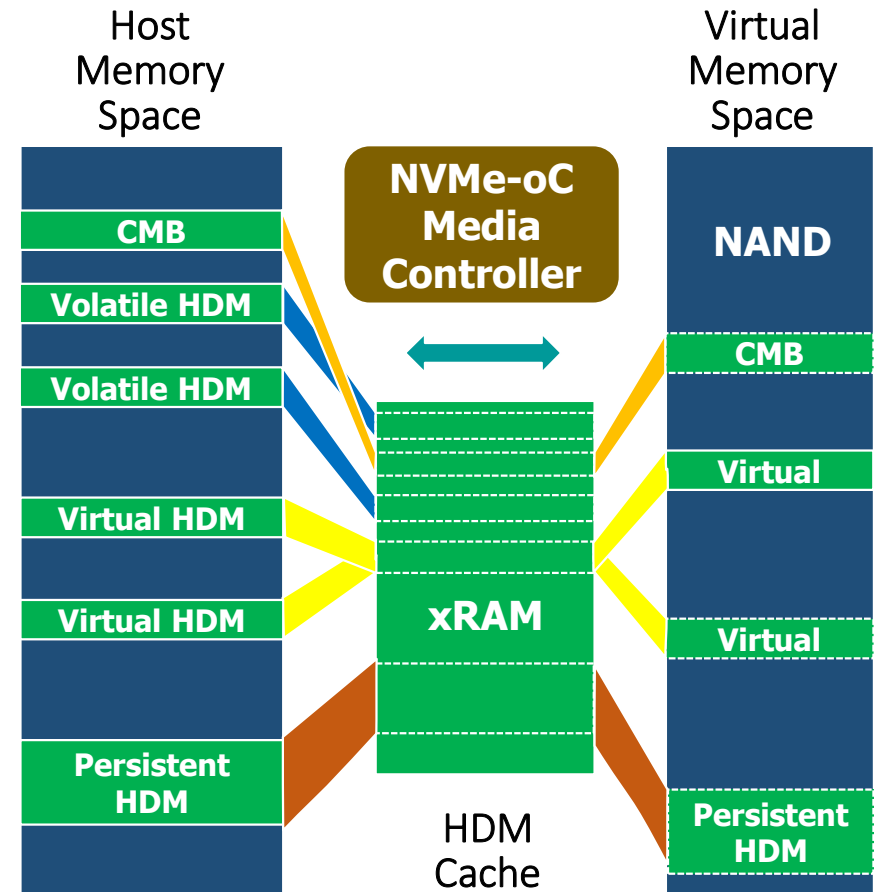 Host
Memory
Space
CMB
Volatile HDM
Volatile HDM
Virtual HDM
Virtual HDM
Persistent
HDM
NVMe-oC
Media
Controller
xRAM
HDM
Cache
Virtual
Memory
Space
NAND
CMB
Virtual
Virtual
Persistent
HDM